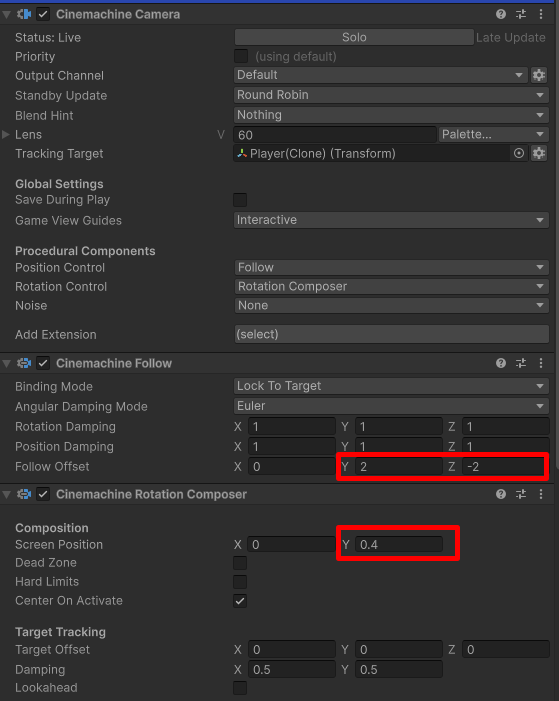 Cinemachine Camera
Status: Live Solo Late Update
Priority (using default)
Output Channel Default
Standby Update Round Robin
Blend Hint Nothing
Lens V 60 Palette...
Tracking Target Player(Clone) (Transform)
Global Settings
Save During Play
Game View Guides Interactive
Procedural Components
Position Control Follow
Rotation Control Rotation Composer
Noise None
Add Extension (select)
Cinemachine Follow
Binding Mode Lock To Target
Angular Damping Mode Euler
Rotation Damping X 1 Y 1 Z 1
Position Damping X 1 Y 1 Z 1
Follow Offset X 0 Y 2 Z -2
Cinemachine Rotation Composer
Composition
Screen Position X 0 Y 0.4
Dead Zone
Hard Limits
Center On Activate
Target Tracking
Target Offset X 0 Y 0 Z 0
Damping X 0.5 Y 0.5
Lookahead